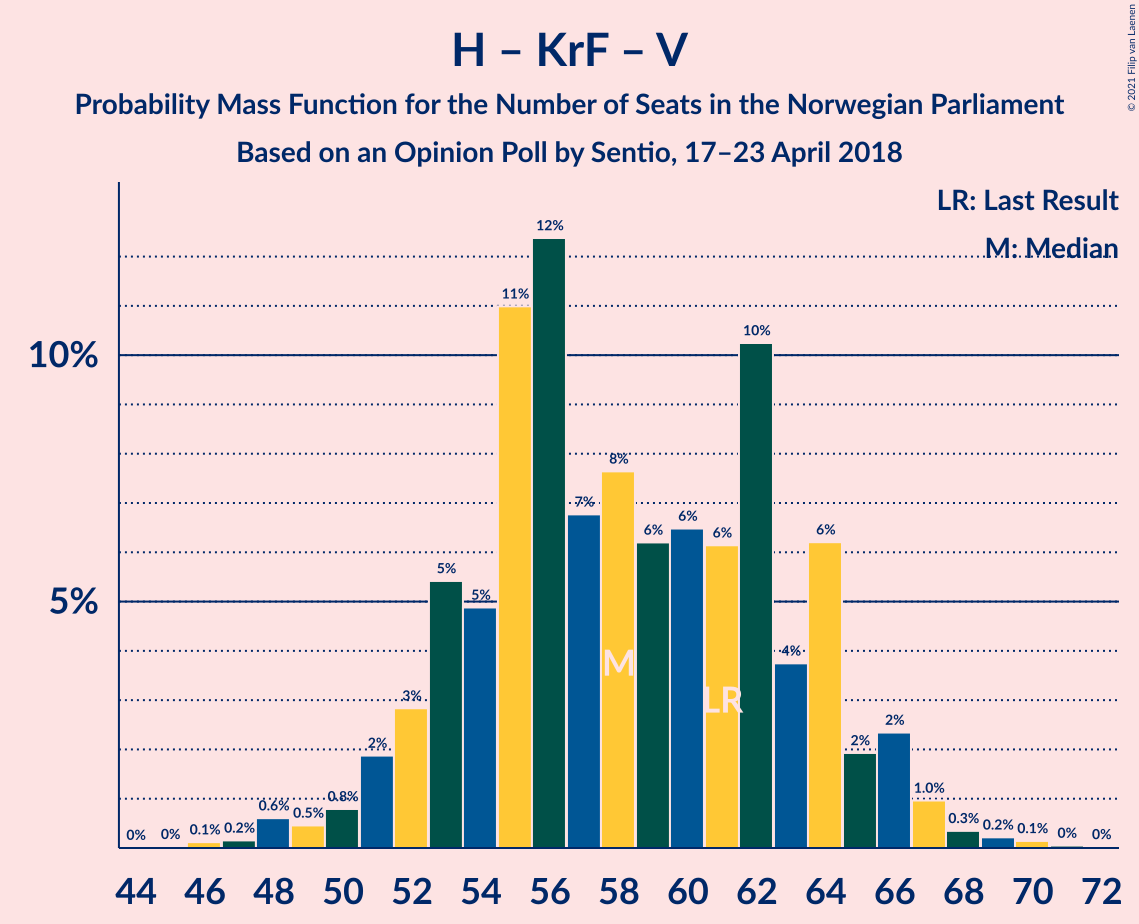 H – KrF – V
Probability Mass Function for the Number of Seats in the Norwegian Parliament
Based on an Opinion Poll by Sentio, 17–23 April 2018
© 2021 Filip van Laenen
LR: Last Result
M: Median
10%
5%
0% 0% 0.1% 0.2% 0.6% 0.5% 0.8% 2% 3% 5% 5% 11% 12% 7% 8% 6% 6% 6% 10% 4% 6% 2% 2% 1.0% 0.3% 0.2% 0.1% 0% 0%
M
LR
44 46 48 50 52 54 56 58 60 62 64 66 68 70 72